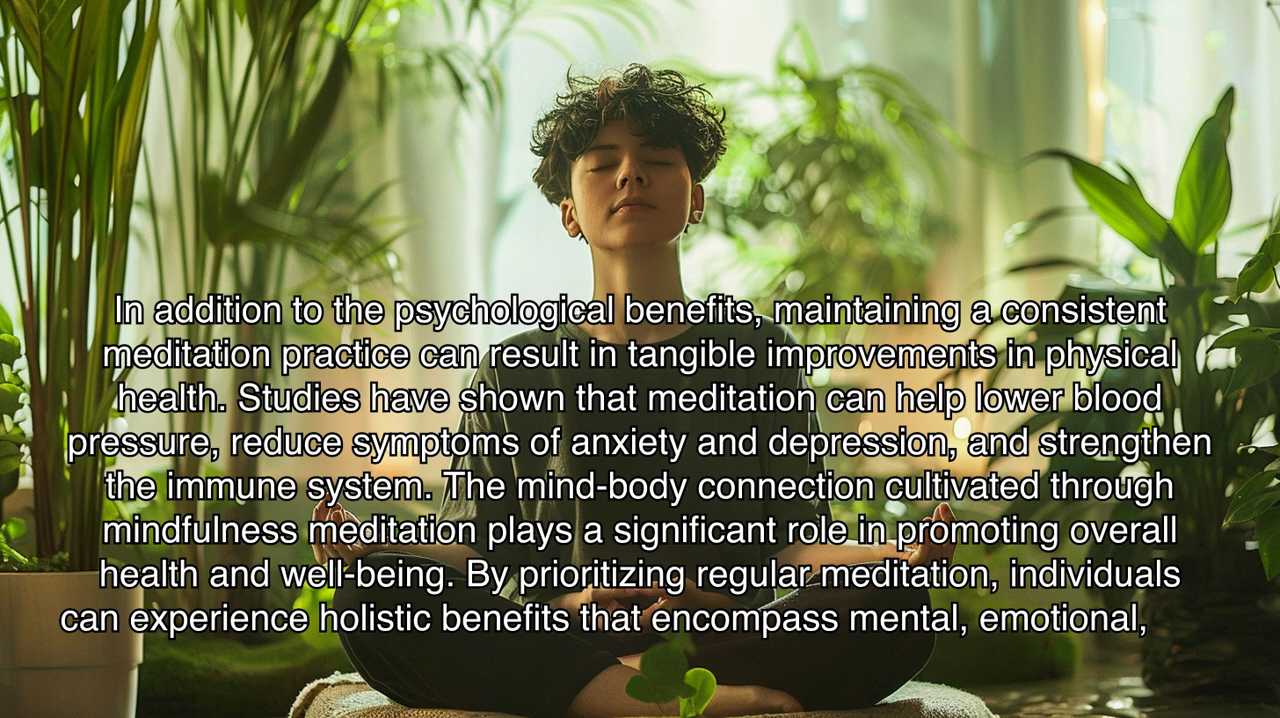 In addition to the psychological benefits, maintaining a consistent
meditation practice can result in tangible improvements in physical
health. Studies have shown that meditation can help lower blood
pressure, reduce symptoms of anxiety and depression, and strengthen
the immune system. The mind-body connection cultivated through
mindfulness meditation plays a significant role in promoting overall
health and well-being. By prioritizing regular meditation, individuals
can experience holistic benefits that encompass mental, emotional,